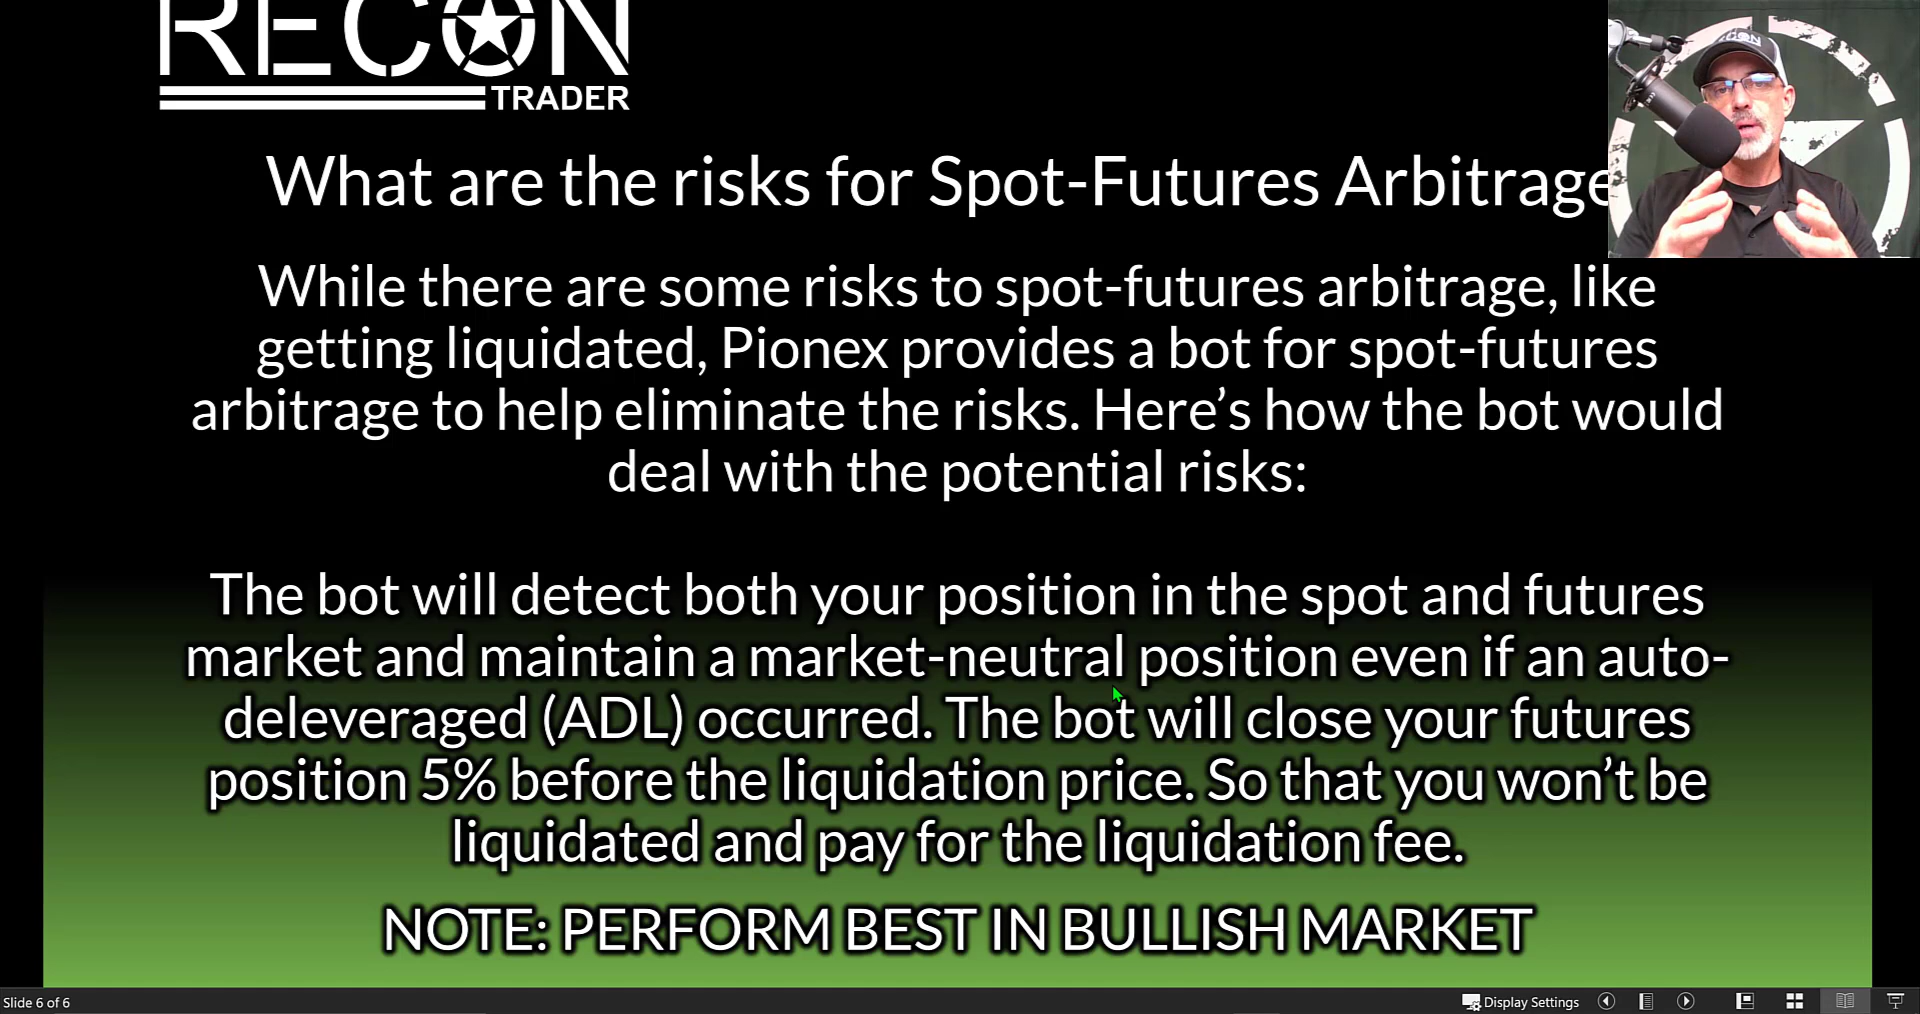 RECON
TRADER
What are the risks for Spot-Futures Arbitrage
While there are some risks to spot-futures arbitrage, like
getting liquidated, Pionex provides a bot for spot-futures
arbitrage to help eliminate the risks. Here’s how the bot would
deal with the potential risks:
The bot will detect both your position in the spot and futures
market and maintain a market-neutral position even if an auto-
deleveraged (ADL) occurred. The bot will close your futures
position 5% before the liquidation price. So that you won’t be
liquidated and pay for the liquidation fee.
NOTE: PERFORM BEST IN BULLISH MARKET
Slide 6 of 6
Display Settings
RECON